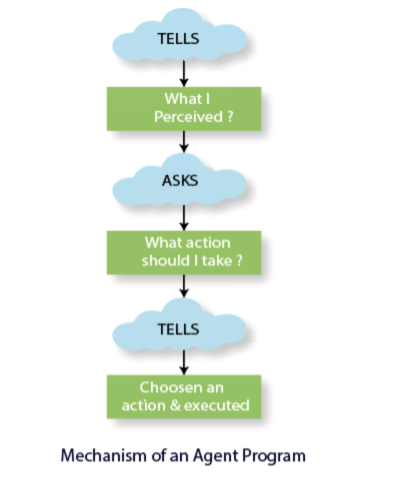 TELLS
What I
Perceived ?
ASKS
What action
should I take ?
TELLS
Choosen an
action & executed
Mechanism of an Agent Program